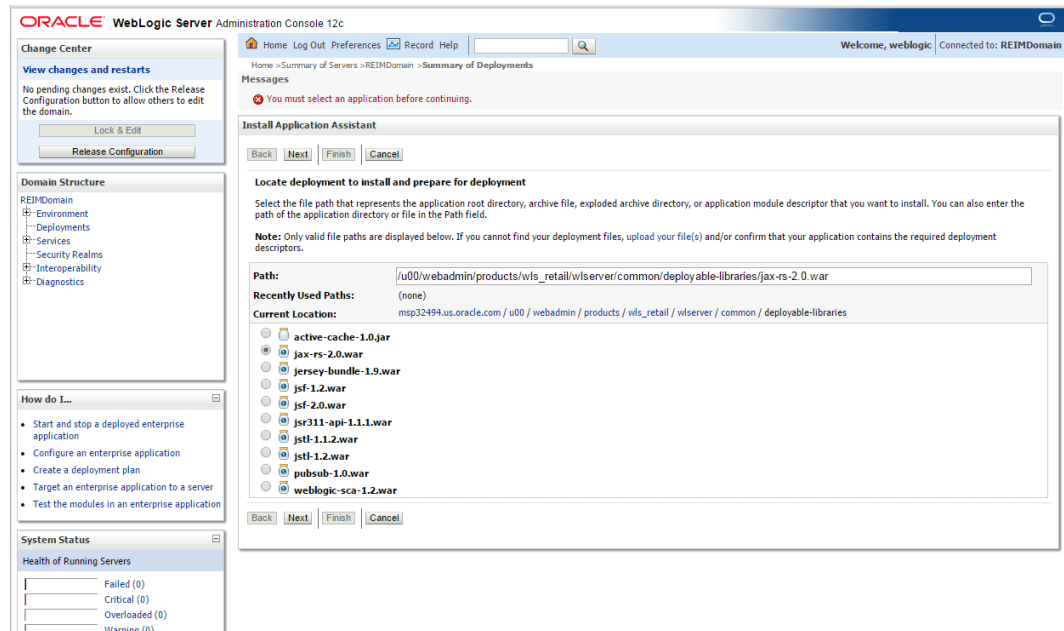 ORACLE WebLogic Server Administration Console 12c
Change Center
View changes and restarts
No pending changes exist. Click the Release
Configuration button to allow others to edit
the domain.
Lock & Edit
Release Configuration
Domain Structure
REIMDomain
Environment
Deployments
Services
Security Realms
Interoperability
Diagnostics
How do I...
Start and stop a deployed enterprise
application
Configure an enterprise application
Create a deployment plan
Target an enterprise application to a server
Test the modules in an enterprise application
System Status
Health of Running Servers
Failed (0)
Critical (0)
Overloaded (0)
Warning (0)
Home Log Out Preferences Record Help
Welcome, weblogic Connected to: REIMDomain
Home >Summary of Servers >REIMDomain >Summary of Deployments
Messages
You must select an application before continuing.
Install Application Assistant
Back Next Finish Cancel
Locate deployment to install and prepare for deployment
Select the file path that represents the application root directory, archive file, exploded archive directory, or application module descriptor that you want to install. You can also enter the
path of the application directory or file in the Path field.
Note: Only valid file paths are displayed below. If you cannot find your deployment files, upload your file(s) and/or confirm that your application contains the required deployment
descriptors.
Path: /u00/webadmin/products/wls_retail/wlserver/common/deployable-libraries/jax-rs-2.0.war
Recently Used Paths: (none)
Current Location: msp32494.us.oracle.com / u00 / webadmin / products / wls_retail / wlserver / common / deployable-libraries
active-cache-1.0.jar
jax-rs-2.0.war
jersey-bundle-1.9.war
jsf-1.2.war
jsf-2.0.war
jsr311-api-1.1.1.war
jstl-1.1.2.war
jstl-1.2.war
pubsub-1.0.war
weblogic-sca-1.2.war
Back Next Finish Cancel